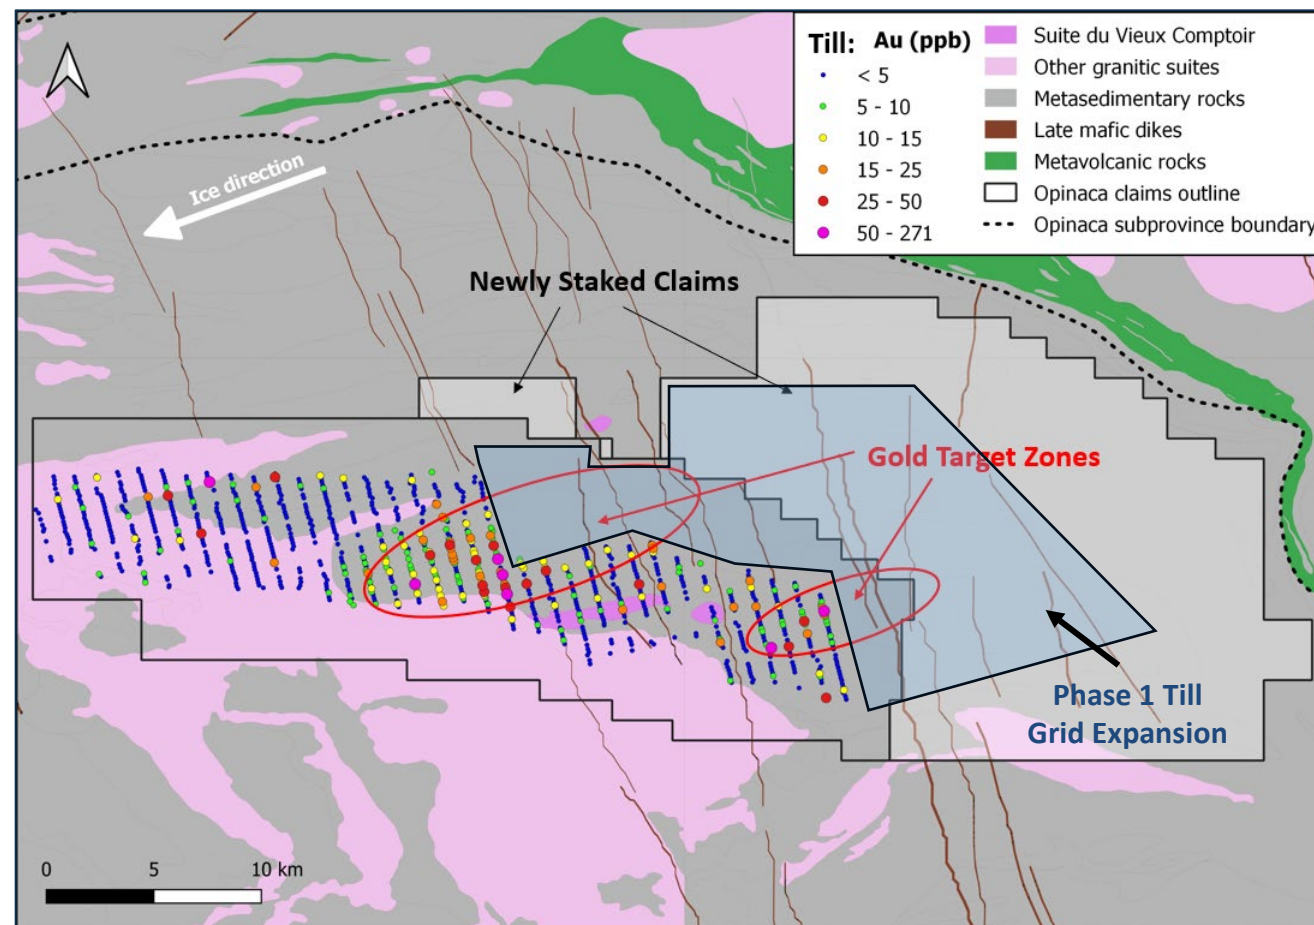 Till: Au (ppb)
< 5
5 - 10
10 - 15
15 - 25
25 - 50
50 - 271
Suite du Vieux Comptoir
Other granitic suites
Metasedimentary rocks
Late mafic dikes
Metavolcanic rocks
Opinaca claims outline
Opinaca subprovince boundary
Ice direction
Newly Staked Claims
Gold Target Zones
Phase 1 Till
Grid Expansion
0 5 10 km